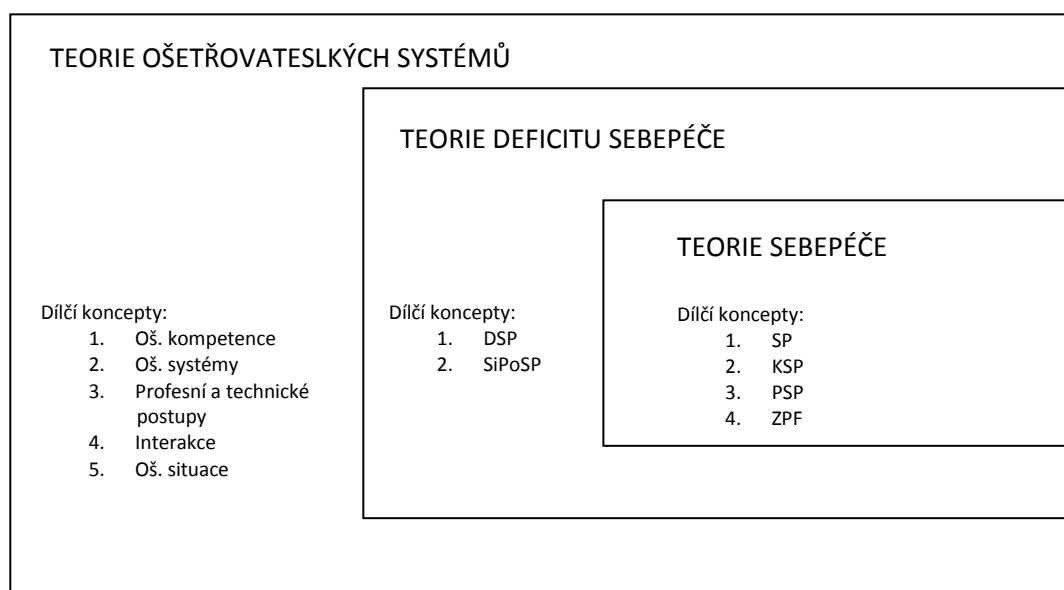 TEORIE OŠETŘOVATESLKÝCH SYSTÉMŮ
TEORIE DEFICITU SEBEPÉČE
TEORIE SEBEPÉČE
Dílčí koncepty:
1. Oš. kompetence
2. Oš. systémy
3. Profesní a technické
postupy
4. Interakce
5. Oš. situace
Dílčí koncepty:
1. DSP
2. SiPoSP
Dílčí koncepty:
1. SP
2. KSP
3. PSP
4. ZPF